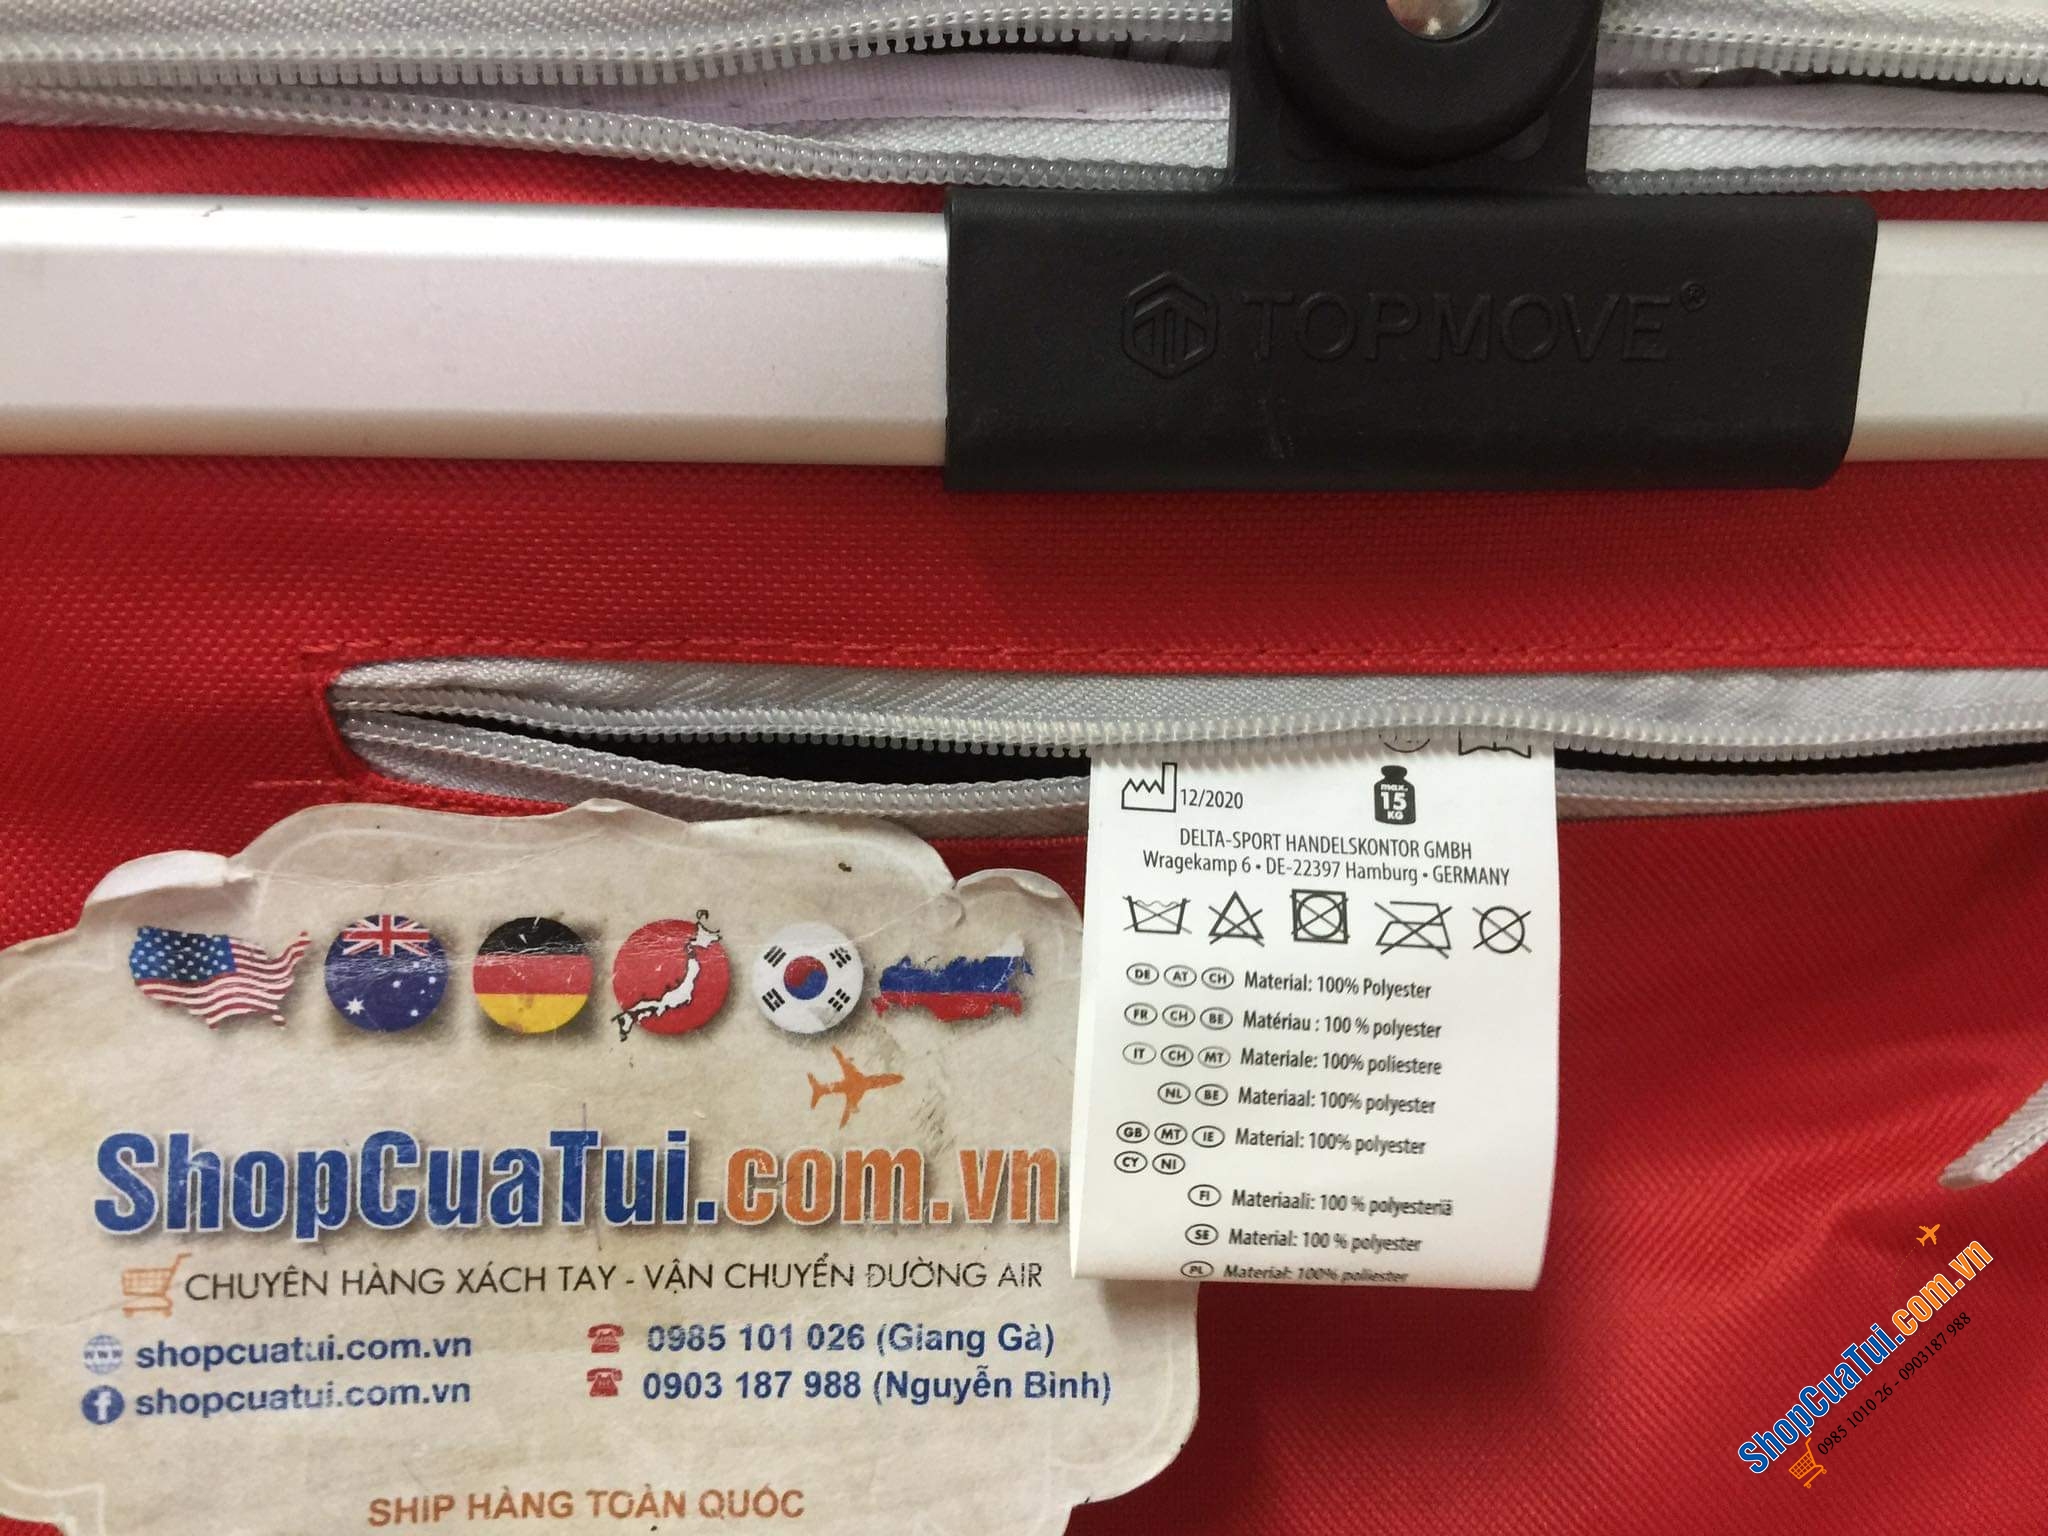 TOPMOVE®
12/2020
max.
15
KG
DELTA-SPORT HANDELSKONTOR GMBH
Wragekamp 6 • DE-22397 Hamburg • GERMANY
DE AT CH Material: 100% Polyester
FR CH BE Matériau : 100 % polyester
IT CH MT Materiale: 100% poliestere
NL BE Materiaal: 100% polyester
GB MT IE Material: 100% polyester
CY NI
FI Materiaali: 100 % polyesteriä
SE Material: 100 % polyester
PL Materiał: 100% poliester
ShopCuaTui.com.vn
CHUYÊN HÀNG XÁCH TAY - VẬN CHUYỂN ĐƯỜNG AIR
www shopcuatui.com.vn
f shopcuatui.com.vn
0985 101 026 (Giang Gà)
0903 187 988 (Nguyễn Bình)
SHIP HÀNG TOÀN QUỐC
ShopCuaTui.com.vn
0985 1010 26 - 0903187 988